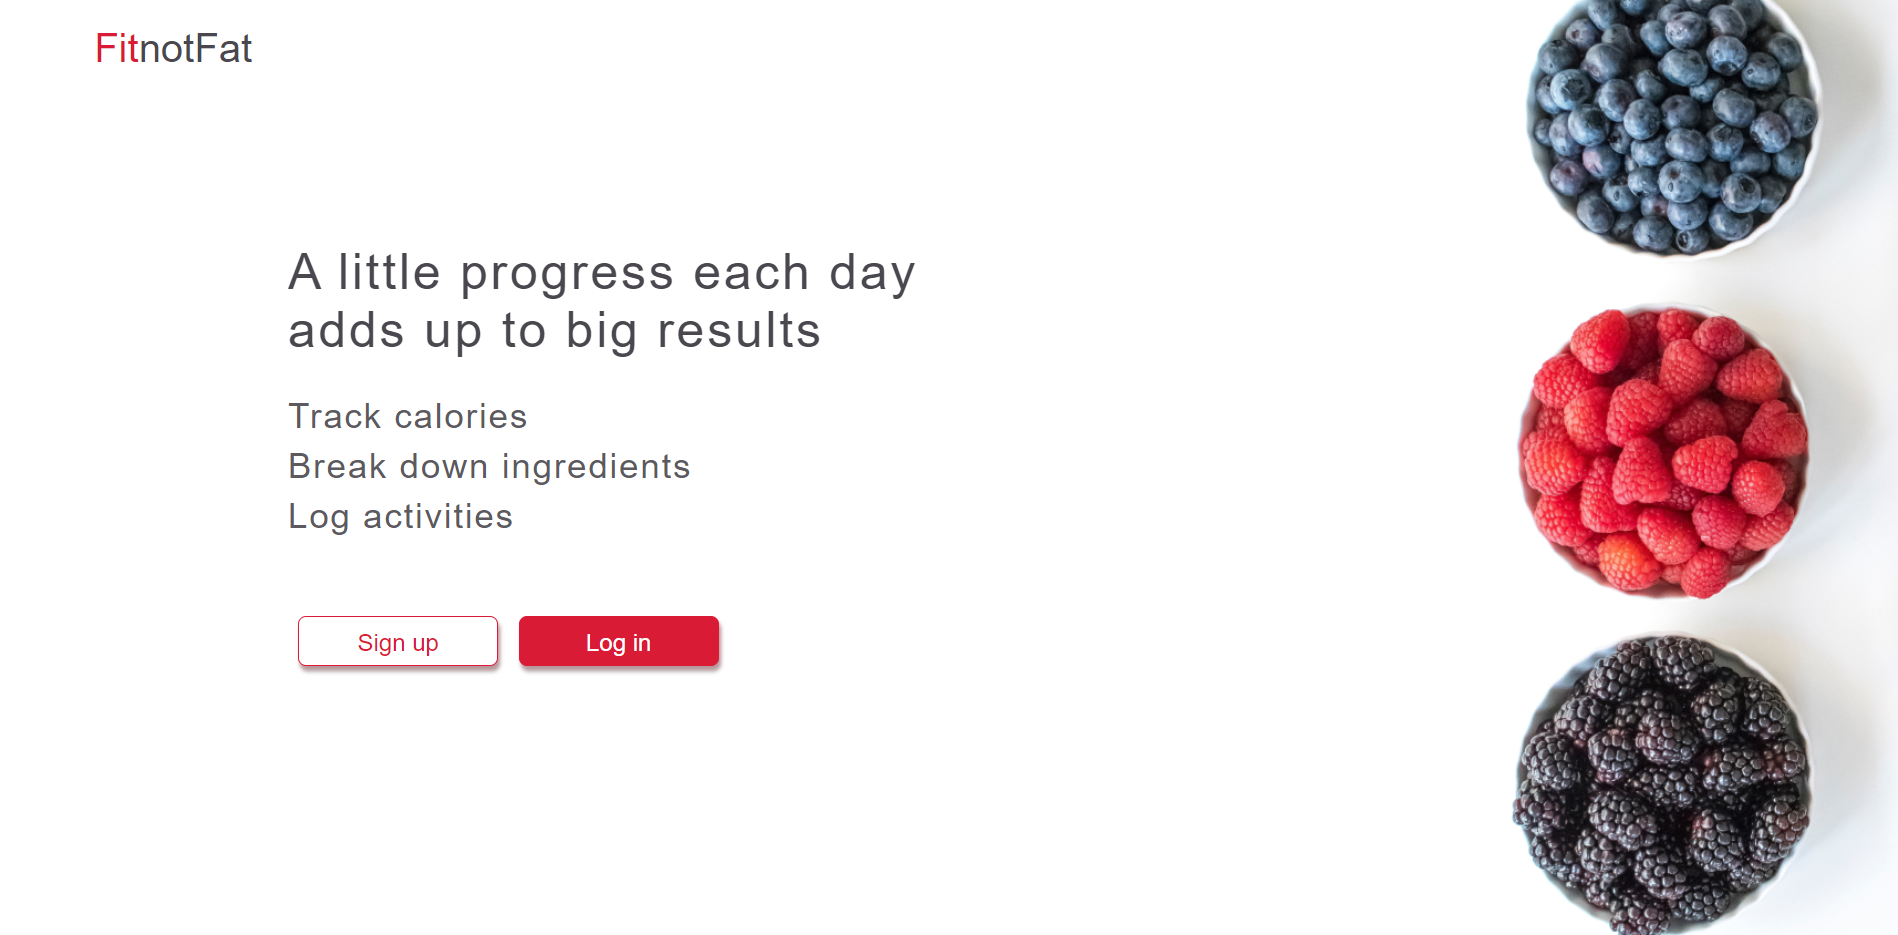 FitnotFat
A little progress each day
adds up to big results
Track calories
Break down ingredients
Log activities
Sign up
Log in